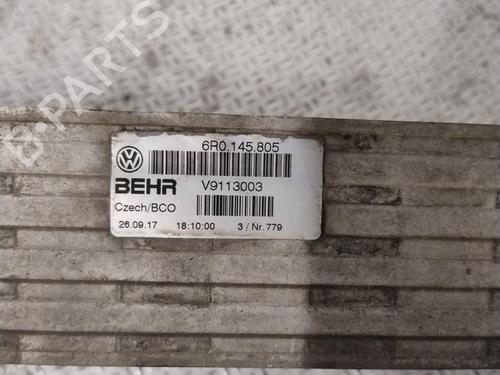 6R0.145.805
BEHR V9113003
Czech/BCO
26.09.17 18:10:00 3 / Nr. 779
B-Parts